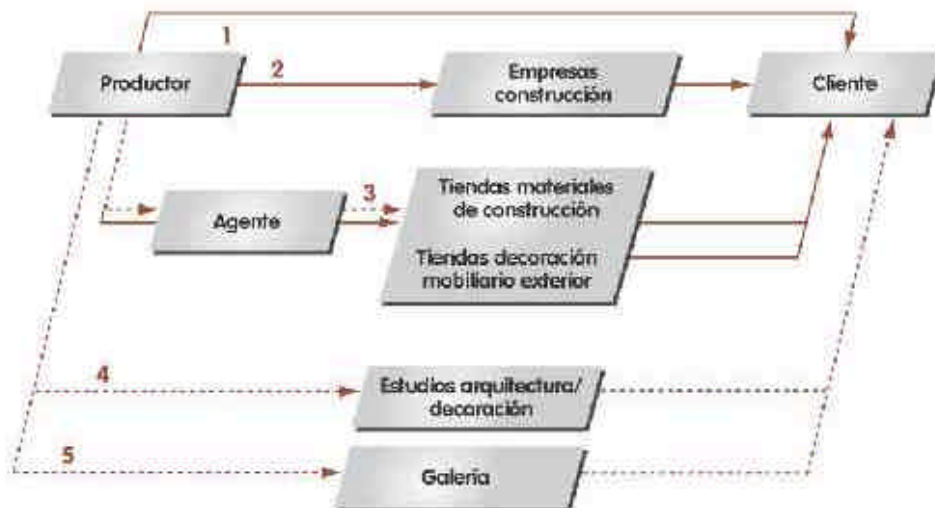 1
Productor
2
Empresas
construcción
Cliente
Agente
3
Tiendas materiales
de construcción
Tiendas decoración
mobiliario exterior
4
Estudios arquitectura/
decoración
5
Galería